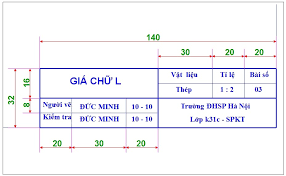 140
30 20 20
GIÁ CHỮ L Vật liệu Tỉ lệ Bài số
Thép 1 : 2 03
32 16 8
Người vẽ ĐỨC MINH 10 - 10 Trường ĐHSP Hà Nội
Kiểm tra ĐỨC MINH 10 - 10 Lớp k31c - SPKT
20 30 20